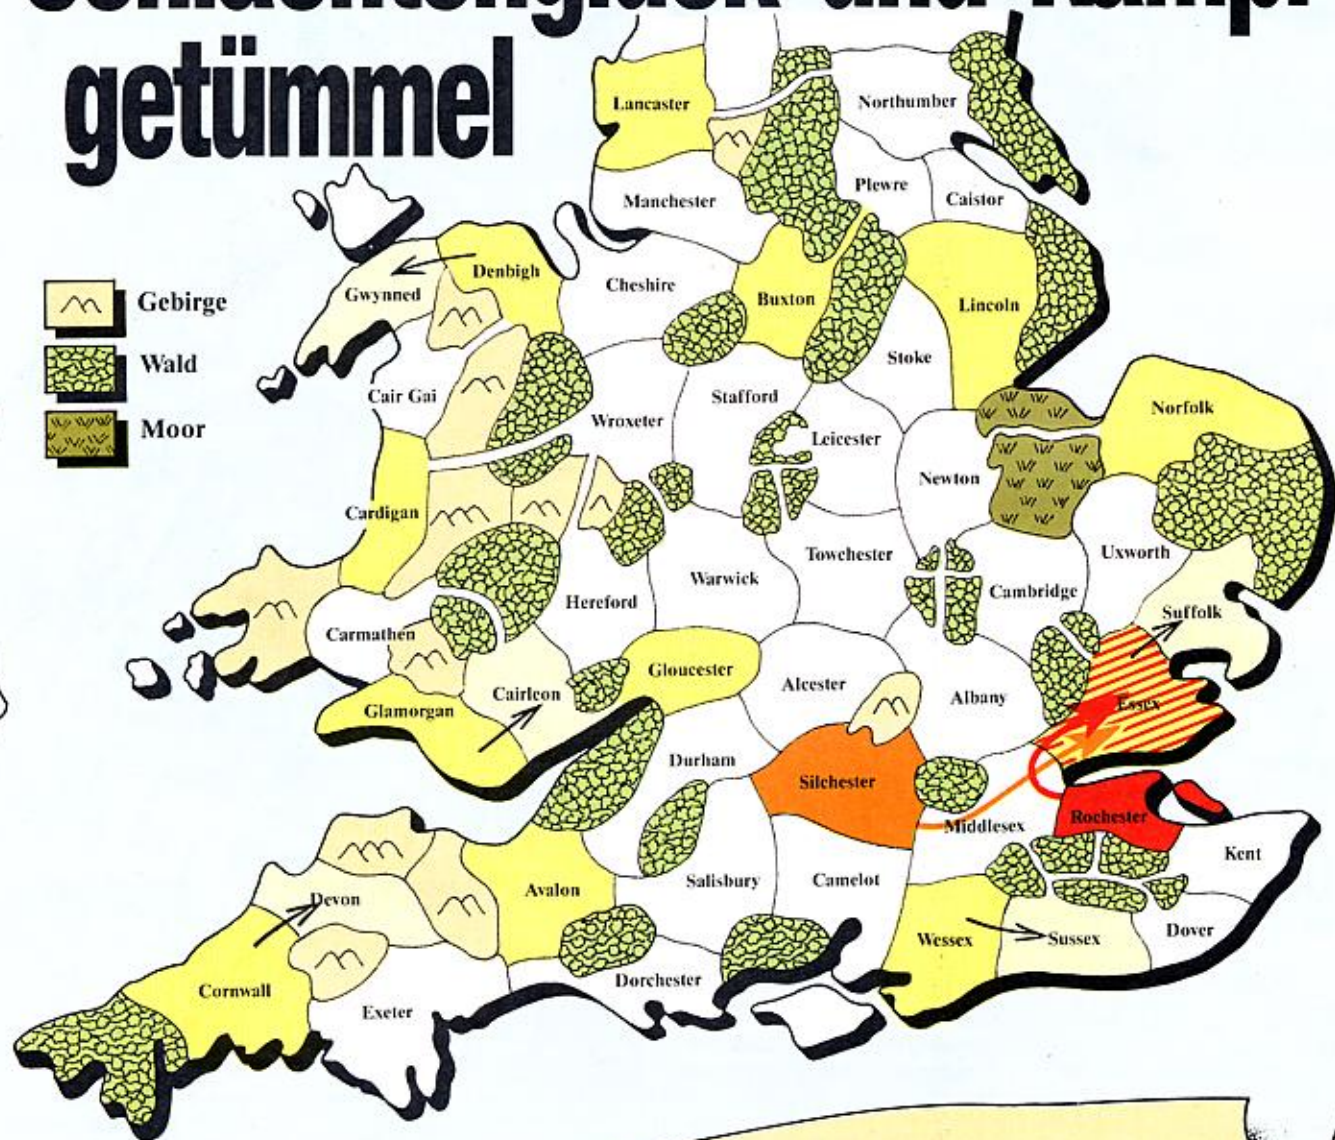 getümmel
Lancaster
Northumber
Manchester
Plewre
Caistor
Denbigh
Gwynned
Cheshire
Buxton
Lincoln
Gebirge
Wald
Moor
Stoke
Cair Gai
Wroxeter
Stafford
Leicester
Norfolk
Newton
Cardigan
Towchester
Uxworth
Warwick
Hereford
Cambridge
Suffolk
Carmathen
Gloucester
Cairleon
Alcester
Albany
Essex
Glamorgan
Durham
Silchester
Middlesex
Rochester
Kent
Devon
Avalon
Salisbury
Camelot
Wessex
Sussex
Dover
Cornwall
Exeter
Dorchester